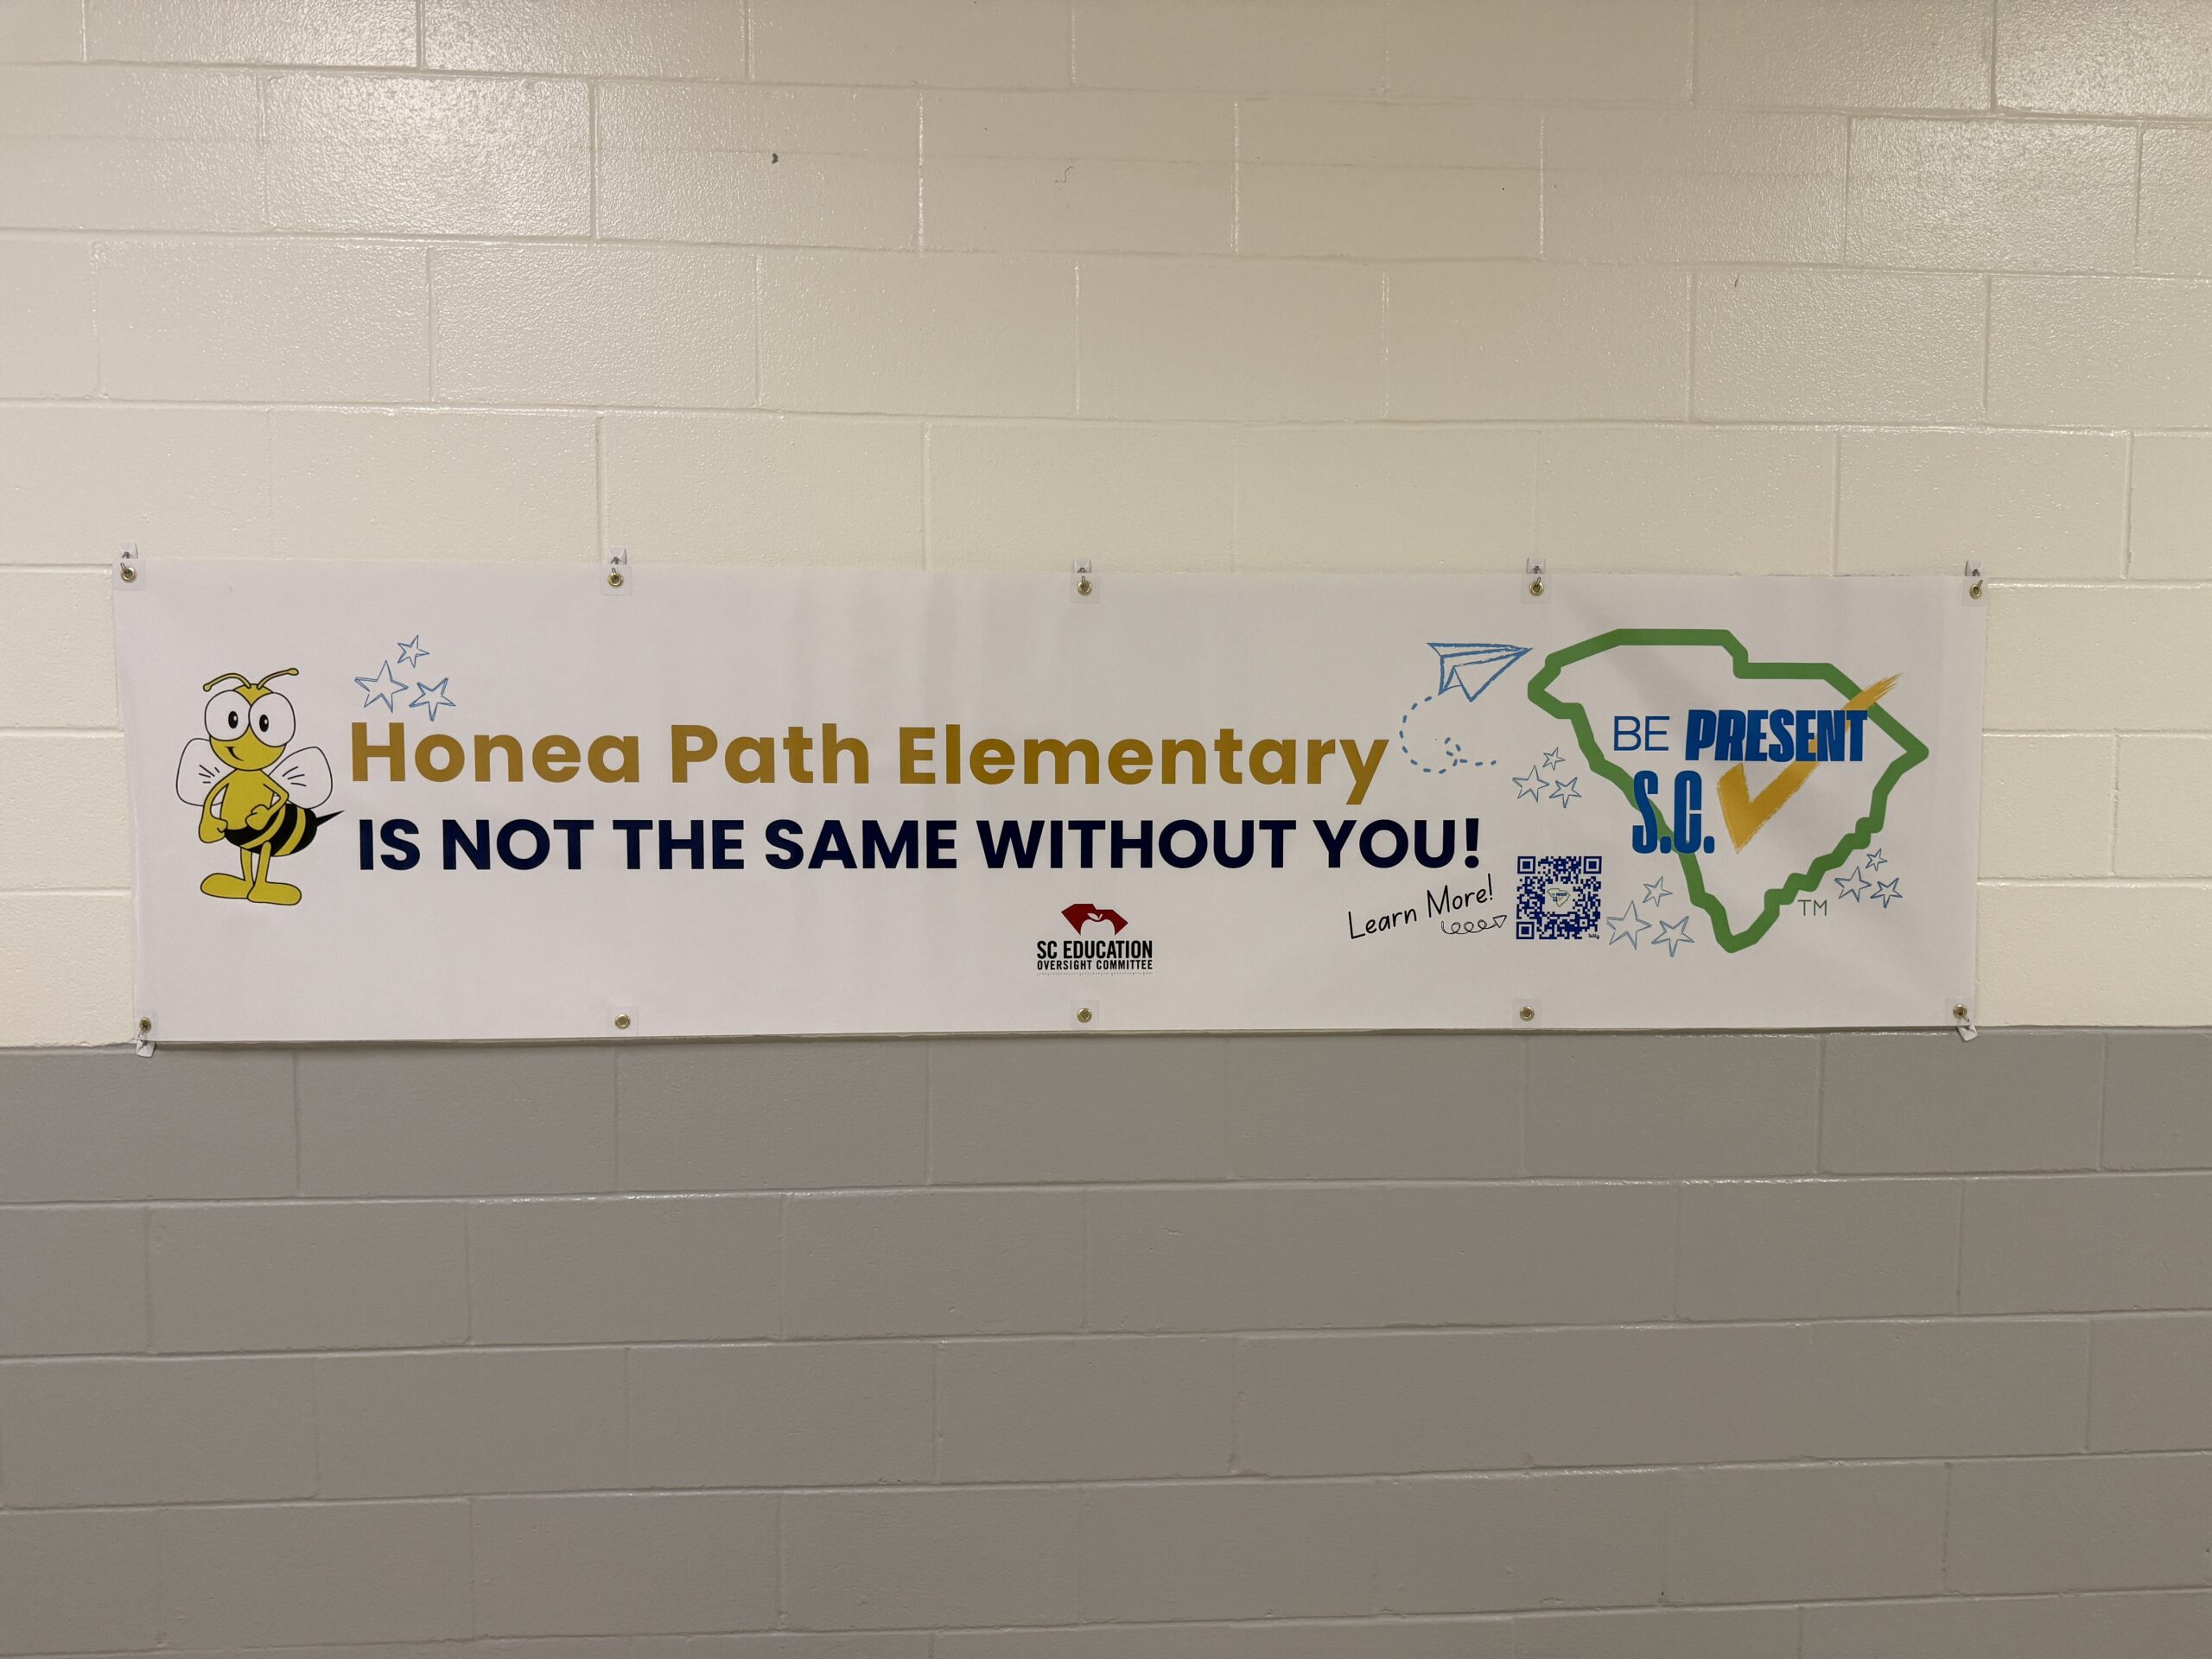 Honea Path Elementary
IS NOT THE SAME WITHOUT YOU!
Learn More!
SC EDUCATION
OVERSIGHT COMMITTEE
BE PRESENT
S.C.
TM